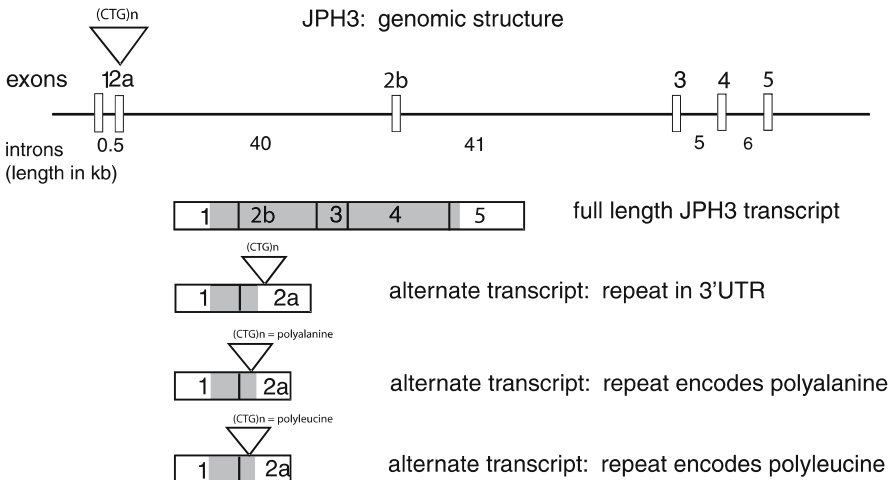 (CTG)n
JPH3: genomic structure
exons 1 2a 2b 3 4 5
introns 0.5 40 41 5 6
(length in kb)
1 2b 3 4 5 full length JPH3 transcript
(CTG)n
1 2a alternate transcript: repeat in 3'UTR
(CTG)n = polyalanine
1 2a alternate transcript: repeat encodes polyalanine
(CTG)n = polyleucine
1 2a alternate transcript: repeat encodes polyleucine